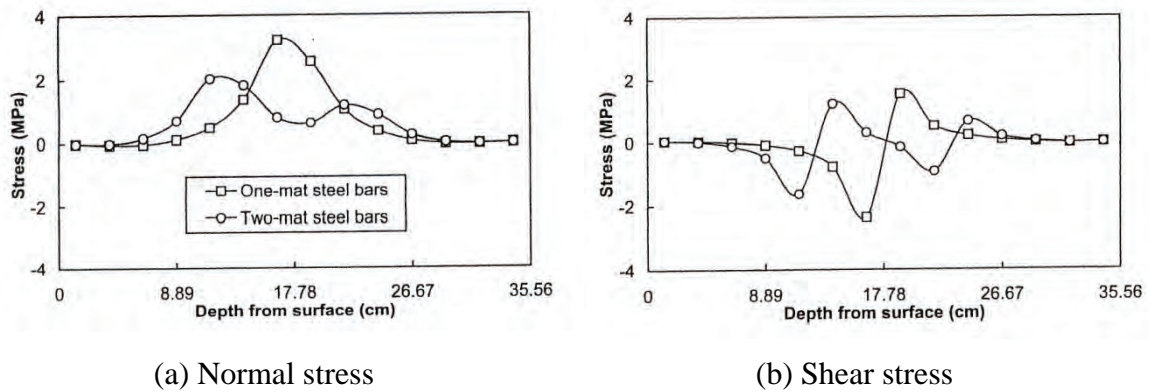 4
2
0
-2
-4
Stress (MPa)
One-mat steel bars
Two-mat steel bars
0 8.89 17.78 26.67 35.56
Depth from surface (cm)
(a) Normal stress
4
2
0
-2
-4
Stress (MPa)
0 8.89 17.78 26.67 35.56
Depth from surface (cm)
(b) Shear stress